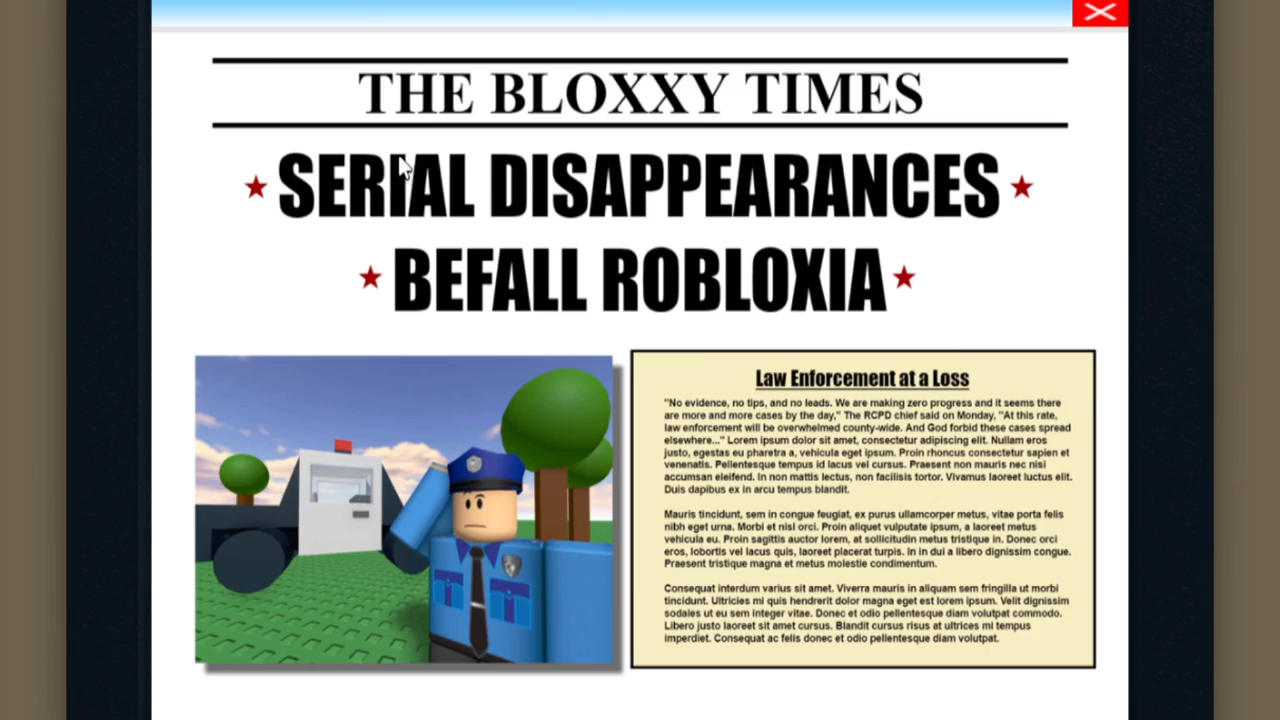 THE BLOXXY TIMES
SERIAL DISAPPEARANCES
BEFALL ROBLOXIA
Law Enforcement at a Loss
"No evidence, no tips, and no leads. We are making zero progress and it seems there
are more and more cases by the day," The RCPD chief said on Monday, "At this rate,
law enforcement will be overwhelmed county-wide. And God forbid these cases spread
elsewhere..." Lorem ipsum dolor sit amet, consectetur adipiscing elit. Nullam eros
justo, egestas eu pharetra a, vehicula eget ipsum. Proin rhoncus consectetur sapien et
venenatis. Pellentesque tempus id lacus vel cursus. Praesent non mauris nec nisi
accumsan eleifend. In non mattis lectus, non facilisis tortor. Vivamus laoreet luctus elit.
Duis dapibus ex in arcu tempus blandit.
Mauris tincidunt, sem in congue feugiat, ex purus ullamcorper metus, vitae porta felis
nibh eget urna. Morbi et nisl orci. Proin aliquet vulputate ipsum, a laoreet metus
vehicula eu. Proin sagittis auctor lorem, at sollicitudin metus tristique in. Donec orci
eros, lobortis vel lacus quis, laoreet placerat turpis. In in dui a libero dignissim congue.
Praesent tristique magna et metus molestie condimentum.
Consequat interdum varius sit amet. Viverra mauris in aliquam sem fringilla ut morbi
tincidunt. Ultricies mi quis hendrerit dolor magna eget est lorem ipsum. Velit dignissim
sodales ut eu sem integer vitae. Donec et odio pellentesque diam volutpat commodo.
Libero justo laoreet sit amet cursus. Blandit cursus risus at ultrices mi tempus
imperdiet. Consequat ac felis donec et odio pellentesque diam volutpat.